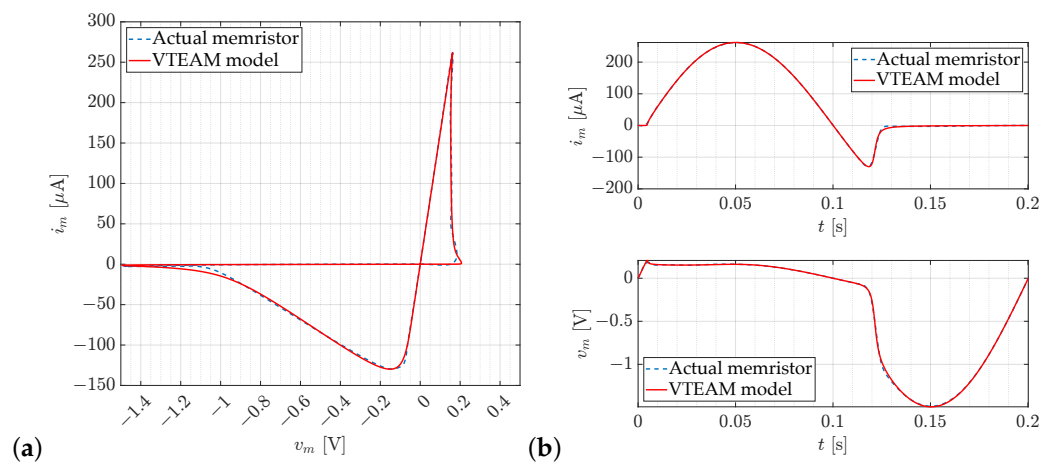 300
250
200
150
100
50
0
−50
−100
−150
i_m [μA]
Actual memristor
VTEAM model
−1.4 −1.2 −1 −0.8 −0.6 −0.4 −0.2 0 0.2 0.4
v_m [V]
(a)
200
100
0
−100
−200
i_m [μA]
Actual memristor
VTEAM model
0 0.05 0.1 0.15 0.2
t [s]
0
−0.5
−1
v_m [V]
Actual memristor
VTEAM model
0 0.05 0.1 0.15 0.2
t [s]
(b)